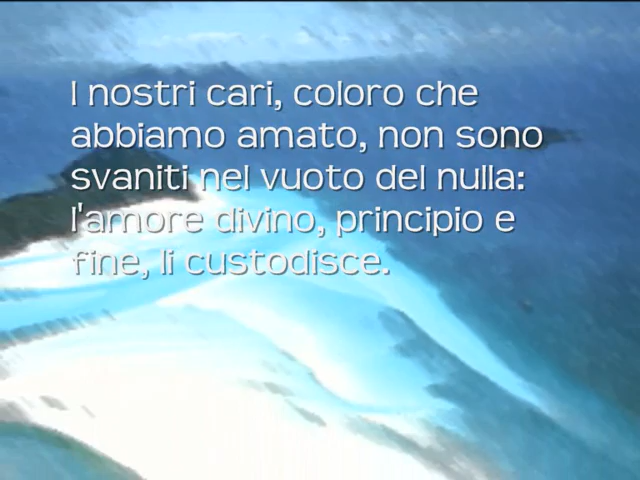 I nostri cari, coloro che
abbiamo amato, non sono
svaniti nel vuoto del nulla:
l'amore divino, principio e
fine, li custodisce.